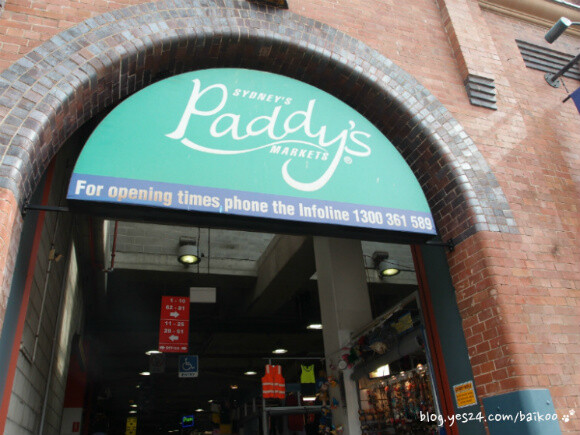 SYDNEY'S
Paddy's
MARKETS ®
For opening times phone the Infoline 1300 361 589
blog.yes24.com/baikoo